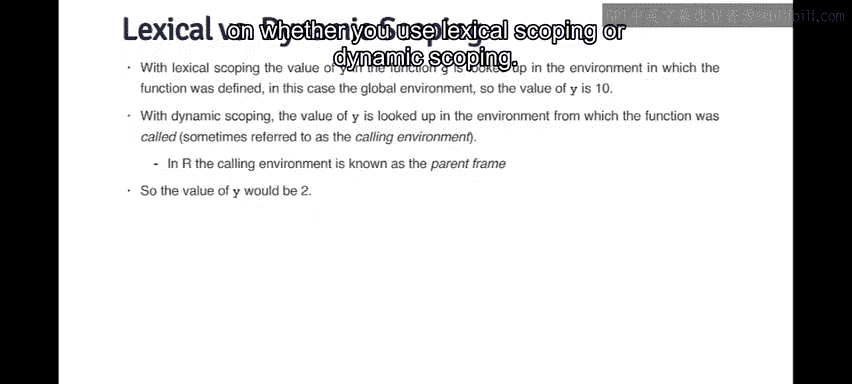 Lexical vs Dynamic Scoping
on whether you use lexical scoping or
dynamic scoping.
· With lexical scoping the value of y in the function g is looked up in the environment in which the
function was defined, in this case the global environment, so the value of y is 10.
· With dynamic scoping, the value of y is looked up in the environment from which the function was
called (sometimes referred to as the calling environment).
- In R the calling environment is known as the parent frame
· So the value of y would be 2.